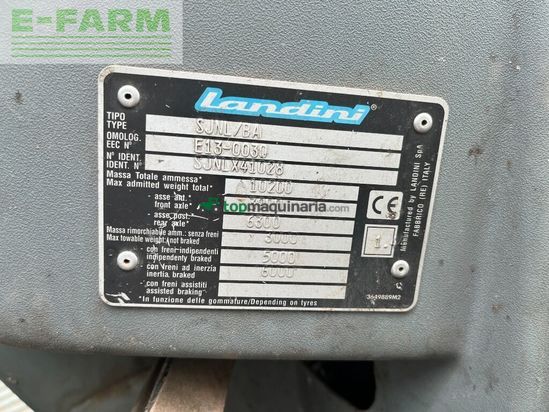 E-FARM
Landini ®
TIPO
TYPE SJNL/BA
OMOLOG.
EEC N° E13-0030
N° IDENT.
IDENT. N° SJNLX41028
Massa Totale ammessa*
Max admitted weight total* 10200
asse ant.
front axle*
topmaquinaria.com
asse post.*
rear axle* 6300
Massa rimorchiabile amm.: senza freni
Max towable weight : not braked 3000
con freni indipendenti
independenty braked 5000
con freni ad inerzia
inertia braked 6000
con freni assistiti
assisted braking
*In funzione delle gommature/Depending on tyres
CE
Manufactured by LANDINI SpA
FABBRICO (RE) ITALY
3649889M2